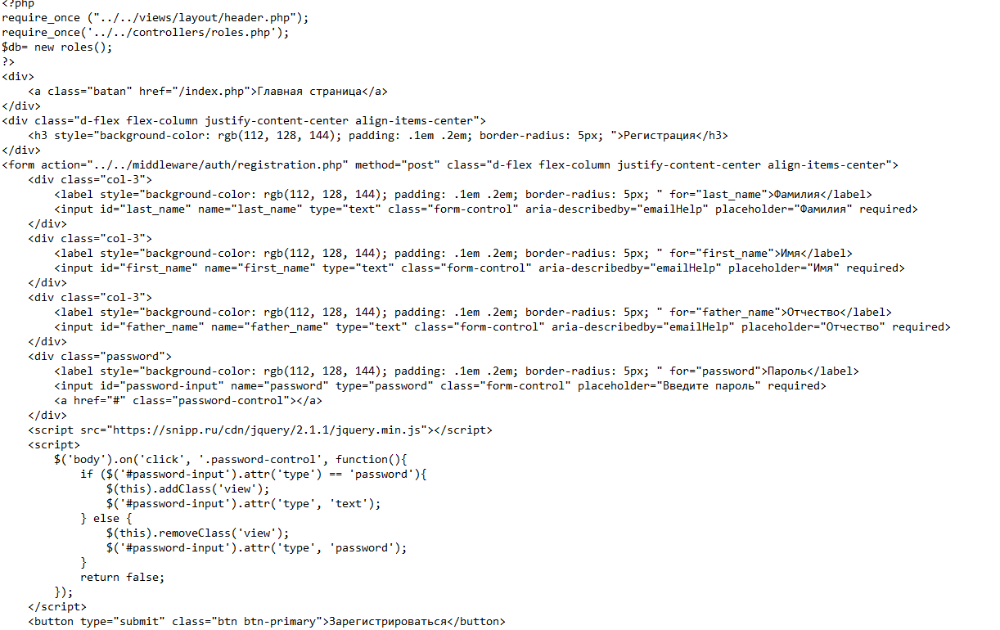 <?php
require_once ("../../views/layout/header.php");
require_once('../../controllers/roles.php');
$db= new roles();
?>
<div>
    <a class="batan" href="/index.php">Главная страница</a>
</div>
<div class="d-flex flex-column justify-content-center align-items-center">
    <h3 style="background-color: rgb(112, 128, 144); padding: .1em .2em; border-radius: 5px; ">Регистрация</h3>
</div>
<form action="../../middleware/auth/registration.php" method="post" class="d-flex flex-column justify-content-center align-items-center">
    <div class="col-3">
        <label style="background-color: rgb(112, 128, 144); padding: .1em .2em; border-radius: 5px; " for="last_name">Фамилия</label>
        <input id="last_name" name="last_name" type="text" class="form-control" aria-describedby="emailHelp" placeholder="Фамилия" required>
    </div>
    <div class="col-3">
        <label style="background-color: rgb(112, 128, 144); padding: .1em .2em; border-radius: 5px; " for="first_name">Имя</label>
        <input id="first_name" name="first_name" type="text" class="form-control" aria-describedby="emailHelp" placeholder="Имя" required>
    </div>
    <div class="col-3">
        <label style="background-color: rgb(112, 128, 144); padding: .1em .2em; border-radius: 5px; " for="father_name">Отчество</label>
        <input id="father_name" name="father_name" type="text" class="form-control" aria-describedby="emailHelp" placeholder="Отчество" required>
    </div>
    <div class="password">
        <label style="background-color: rgb(112, 128, 144); padding: .1em .2em; border-radius: 5px; " for="password">Пароль</label>
        <input id="password-input" name="password" type="password" class="form-control" placeholder="Введите пароль" required>
        <a href="#" class="password-control"></a>
    </div>
    <script src="https://snipp.ru/cdn/jquery/2.1.1/jquery.min.js"></script>
    <script>
        $('body').on('click', '.password-control', function(){
            if ($('#password-input').attr('type') == 'password'){
                $(this).addClass('view');
                $('#password-input').attr('type', 'text');
            } else {
                $(this).removeClass('view');
                $('#password-input').attr('type', 'password');
            }
            return false;
        });
    </script>
    <button type="submit" class="btn btn-primary">Зарегистрироваться</button>